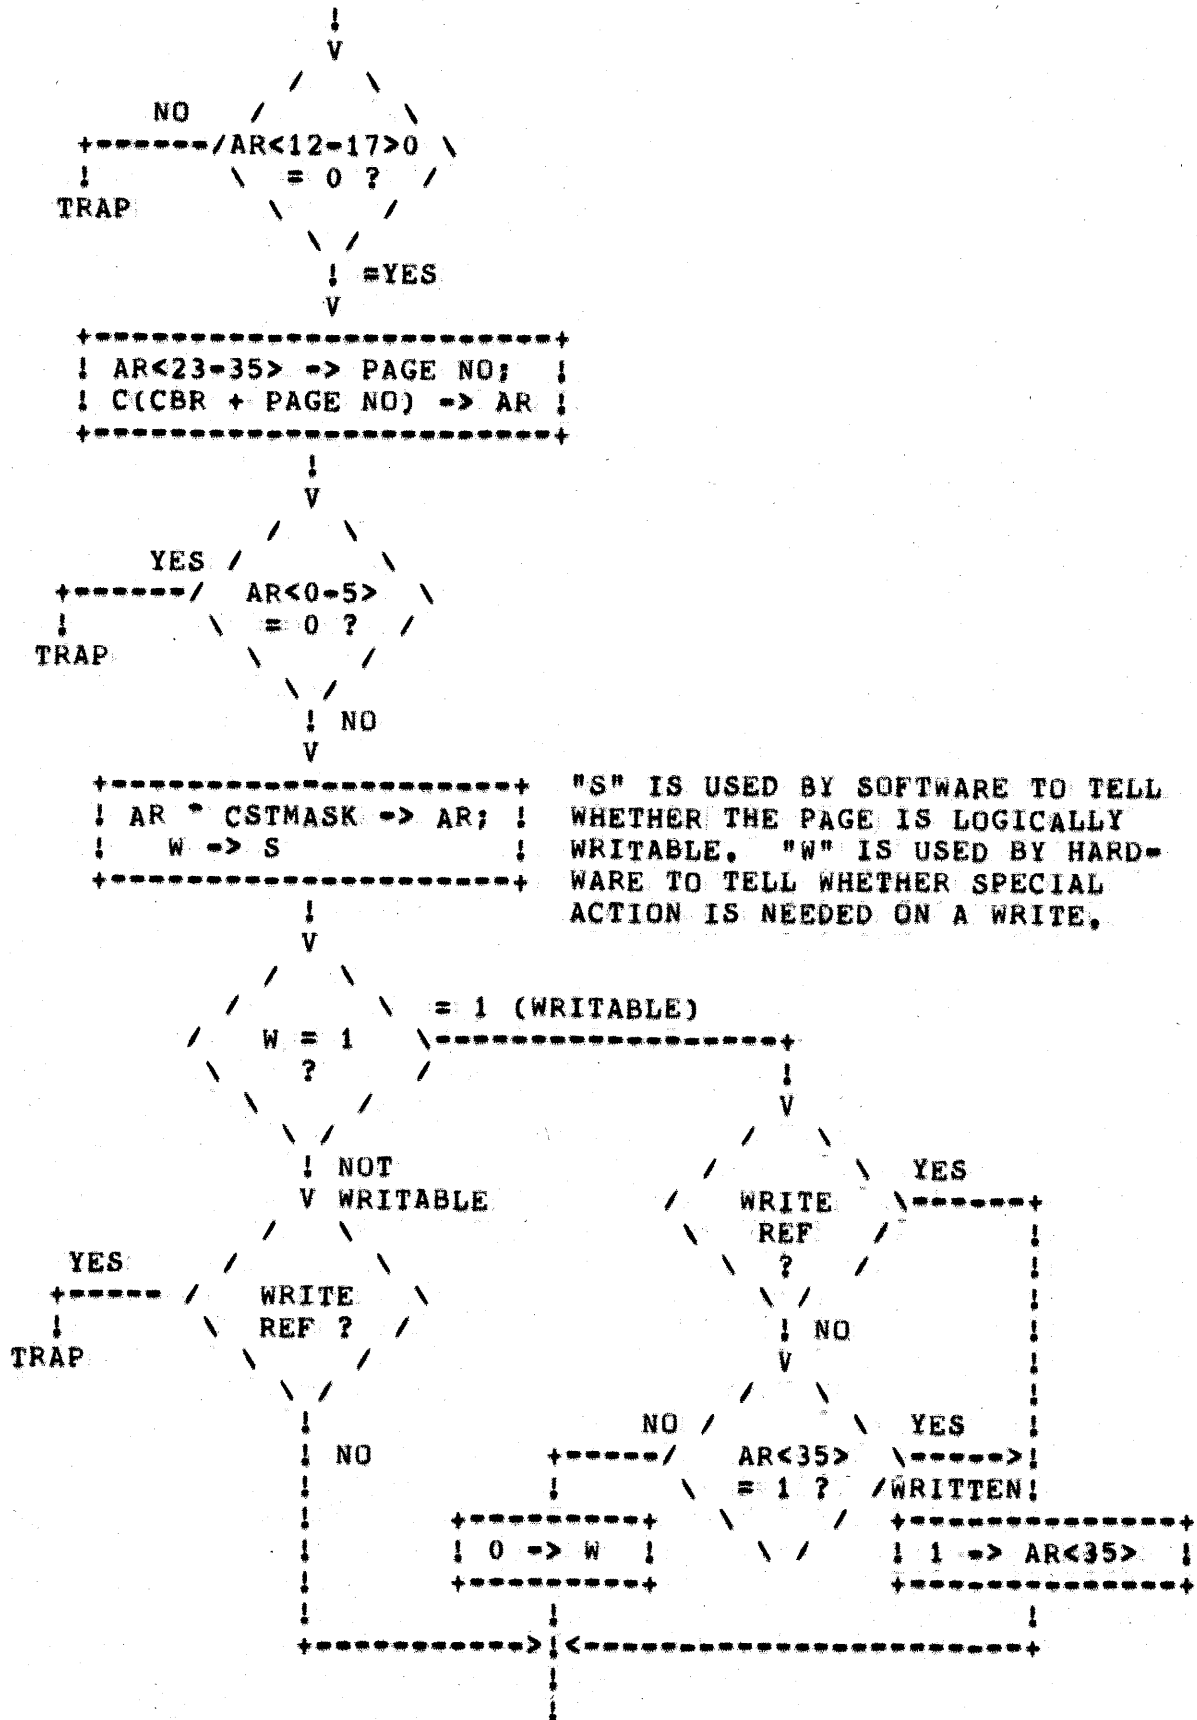 NO
AR<12-17>0
= 0 ?
TRAP
=YES
AR<23-35> -> PAGE NO;
C(CBR + PAGE NO) -> AR
YES
AR<0-5>
= 0 ?
TRAP
NO
AR ^ CSTMASK -> AR;
W -> S
"S" IS USED BY SOFTWARE TO TELL
WHETHER THE PAGE IS LOGICALLY
WRITABLE. "W" IS USED BY HARD-
WARE TO TELL WHETHER SPECIAL
ACTION IS NEEDED ON A WRITE.
W = 1
?
= 1 (WRITABLE)
NOT
WRITABLE
YES
WRITE
REF ?
TRAP
NO
WRITE
REF
?
YES
NO
NO
AR<35>
= 1 ?
YES
WRITTEN
0 -> W
1 -> AR<35>